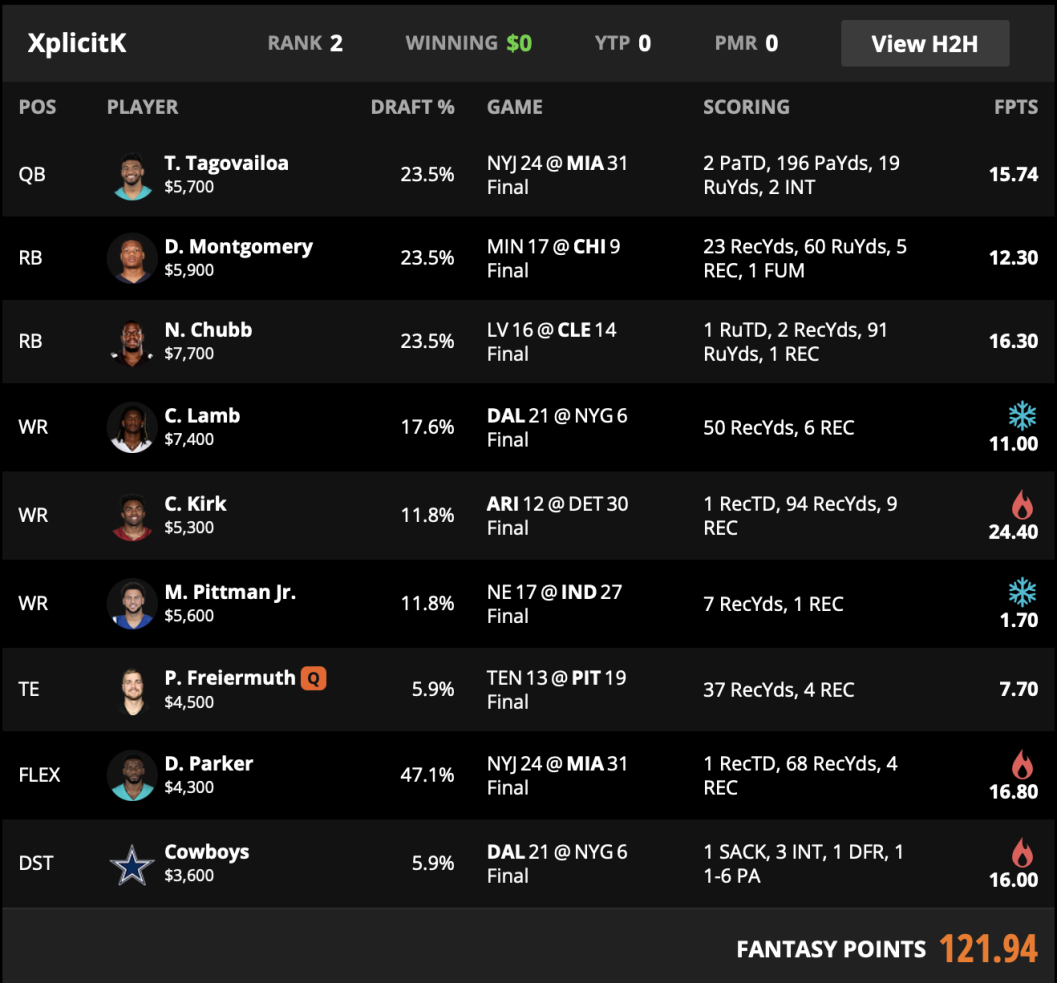 XplicitK RANK 2 WINNING $0 YTP 0 PMR 0 View H2H
POS PLAYER DRAFT % GAME SCORING FPTS
QB T. Tagovailoa $5,700 23.5% NYJ 24 @ MIA 31 Final 2 PaTD, 196 PaYds, 19 RuYds, 2 INT 15.74
RB D. Montgomery $5,900 23.5% MIN 17 @ CHI 9 Final 23 RecYds, 60 RuYds, 5 REC, 1 FUM 12.30
RB N. Chubb $7,700 23.5% LV 16 @ CLE 14 Final 1 RuTD, 2 RecYds, 91 RuYds, 1 REC 16.30
WR C. Lamb $7,400 17.6% DAL 21 @ NYG 6 Final 50 RecYds, 6 REC 11.00
WR C. Kirk $5,300 11.8% ARI 12 @ DET 30 Final 1 RecTD, 94 RecYds, 9 REC 24.40
WR M. Pittman Jr. $5,600 11.8% NE 17 @ IND 27 Final 7 RecYds, 1 REC 1.70
TE P. Freiermuth Q $4,500 5.9% TEN 13 @ PIT 19 Final 37 RecYds, 4 REC 7.70
FLEX D. Parker $4,300 47.1% NYJ 24 @ MIA 31 Final 1 RecTD, 68 RecYds, 4 REC 16.80
DST Cowboys $3,600 5.9% DAL 21 @ NYG 6 Final 1 SACK, 3 INT, 1 DFR, 1 1-6 PA 16.00
FANTASY POINTS 121.94